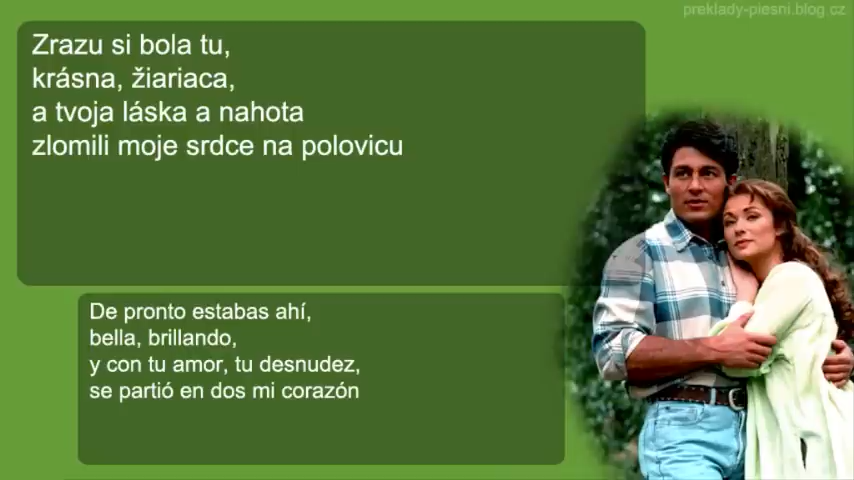 preklady-piesni.blog.cz
Zrazu si bola tu,
krásna, žiariaca,
a tvoja láska a nahota
zlomili moje srdce na polovicu
De pronto estabas ahí,
bella, brillando,
y con tu amor, tu desnudez,
se partió en dos mi corazón